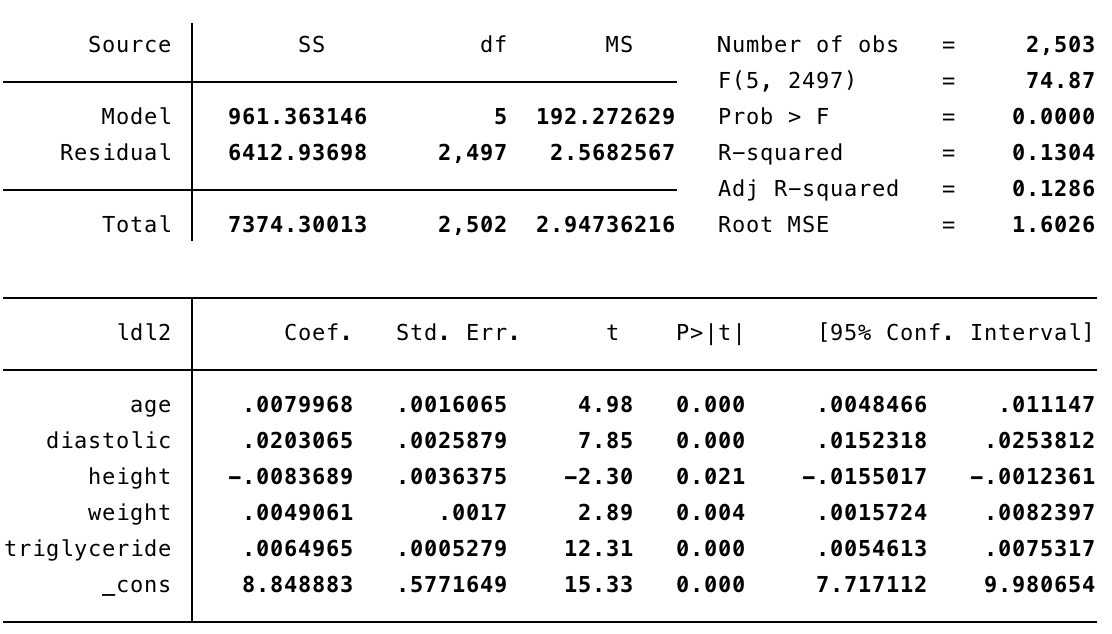 Source SS df MS Number of obs = 2,503
F(5, 2497) = 74.87
Model 961.363146 5 192.272629 Prob > F = 0.0000
Residual 6412.93698 2,497 2.5682567 R-squared = 0.1304
Adj R-squared = 0.1286
Total 7374.30013 2,502 2.94736216 Root MSE = 1.6026
ldl2 Coef. Std. Err. t P>|t| [95% Conf. Interval]
age .0079968 .0016065 4.98 0.000 .0048466 .011147
diastolic .0203065 .0025879 7.85 0.000 .0152318 .0253812
height -.0083689 .0036375 -2.30 0.021 -.0155017 -.0012361
weight .0049061 .0017 2.89 0.004 .0015724 .0082397
triglyceride .0064965 .0005279 12.31 0.000 .0054613 .0075317
_cons 8.848883 .5771649 15.33 0.000 7.717112 9.980654